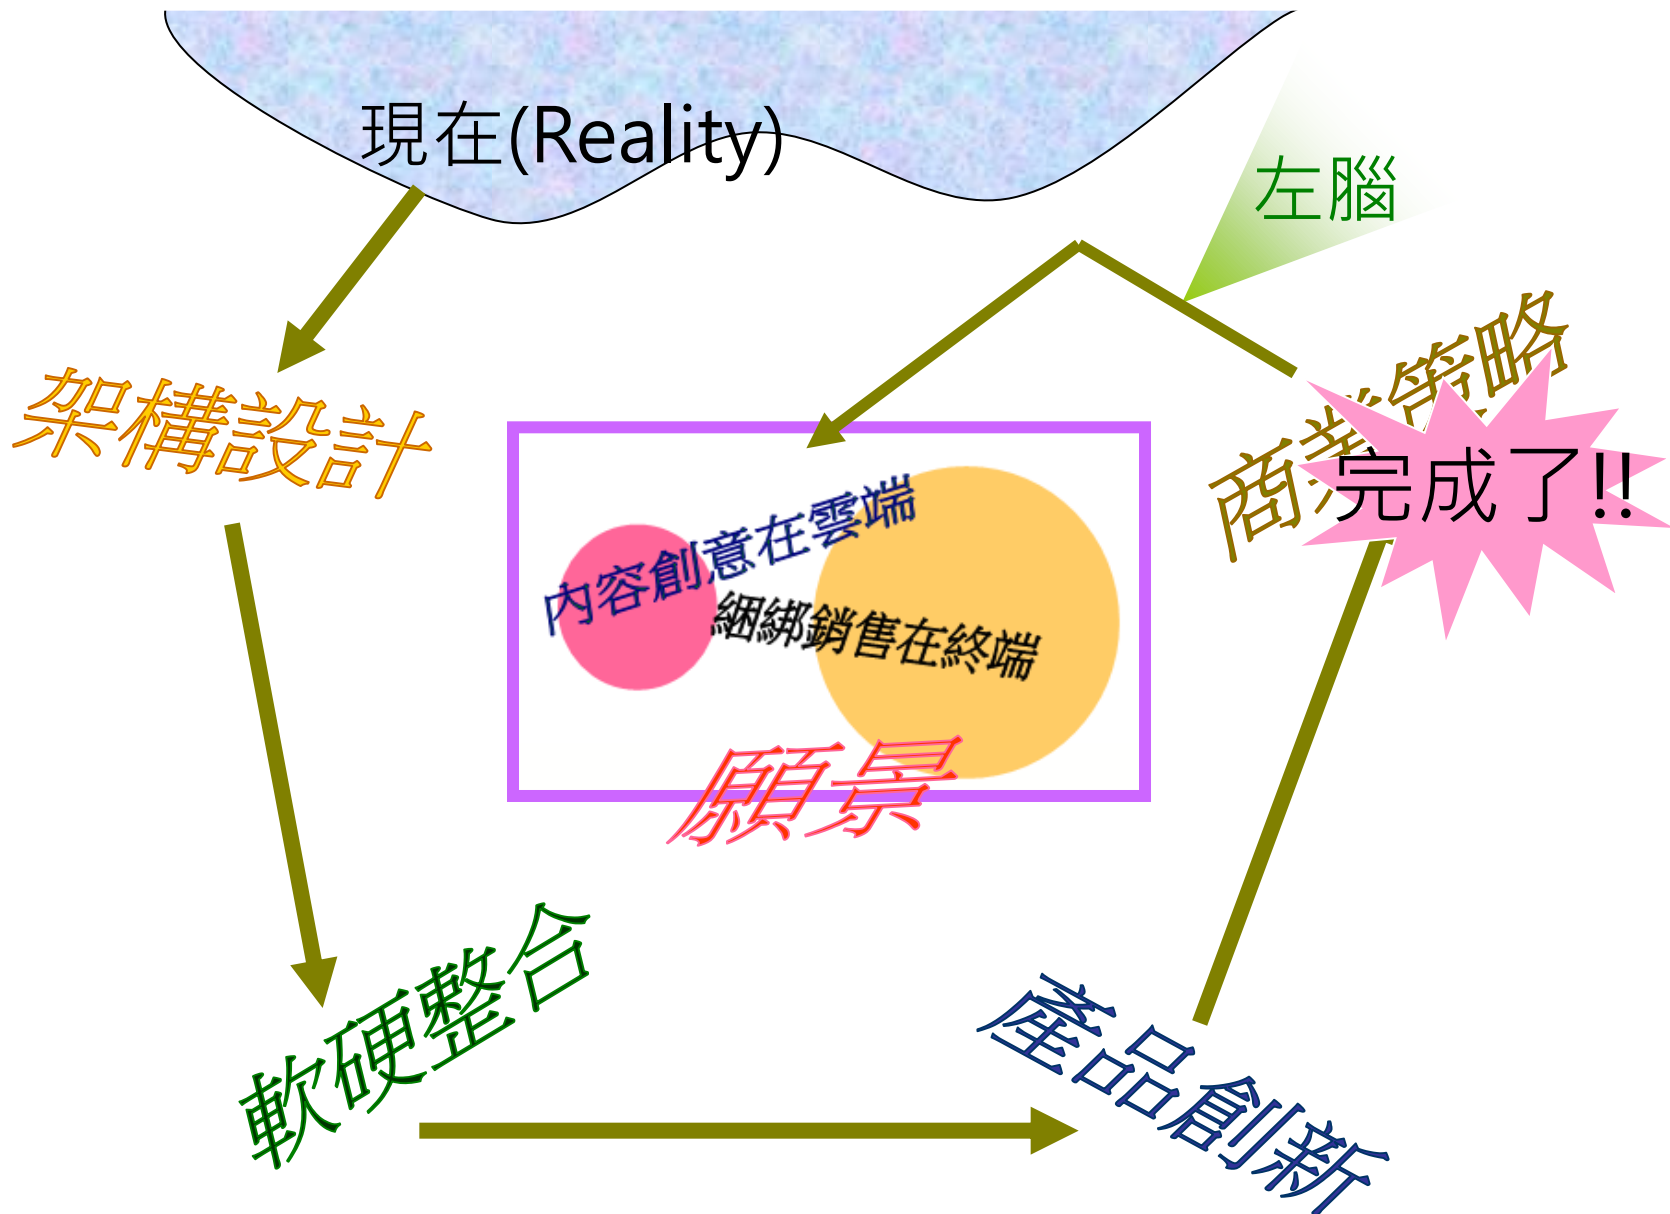 現在(Reality)
左腦
架構設計
商業策略
完成了!!
內容創意在雲端
綑綁銷售在終端
願景
軟硬整合
產品創新